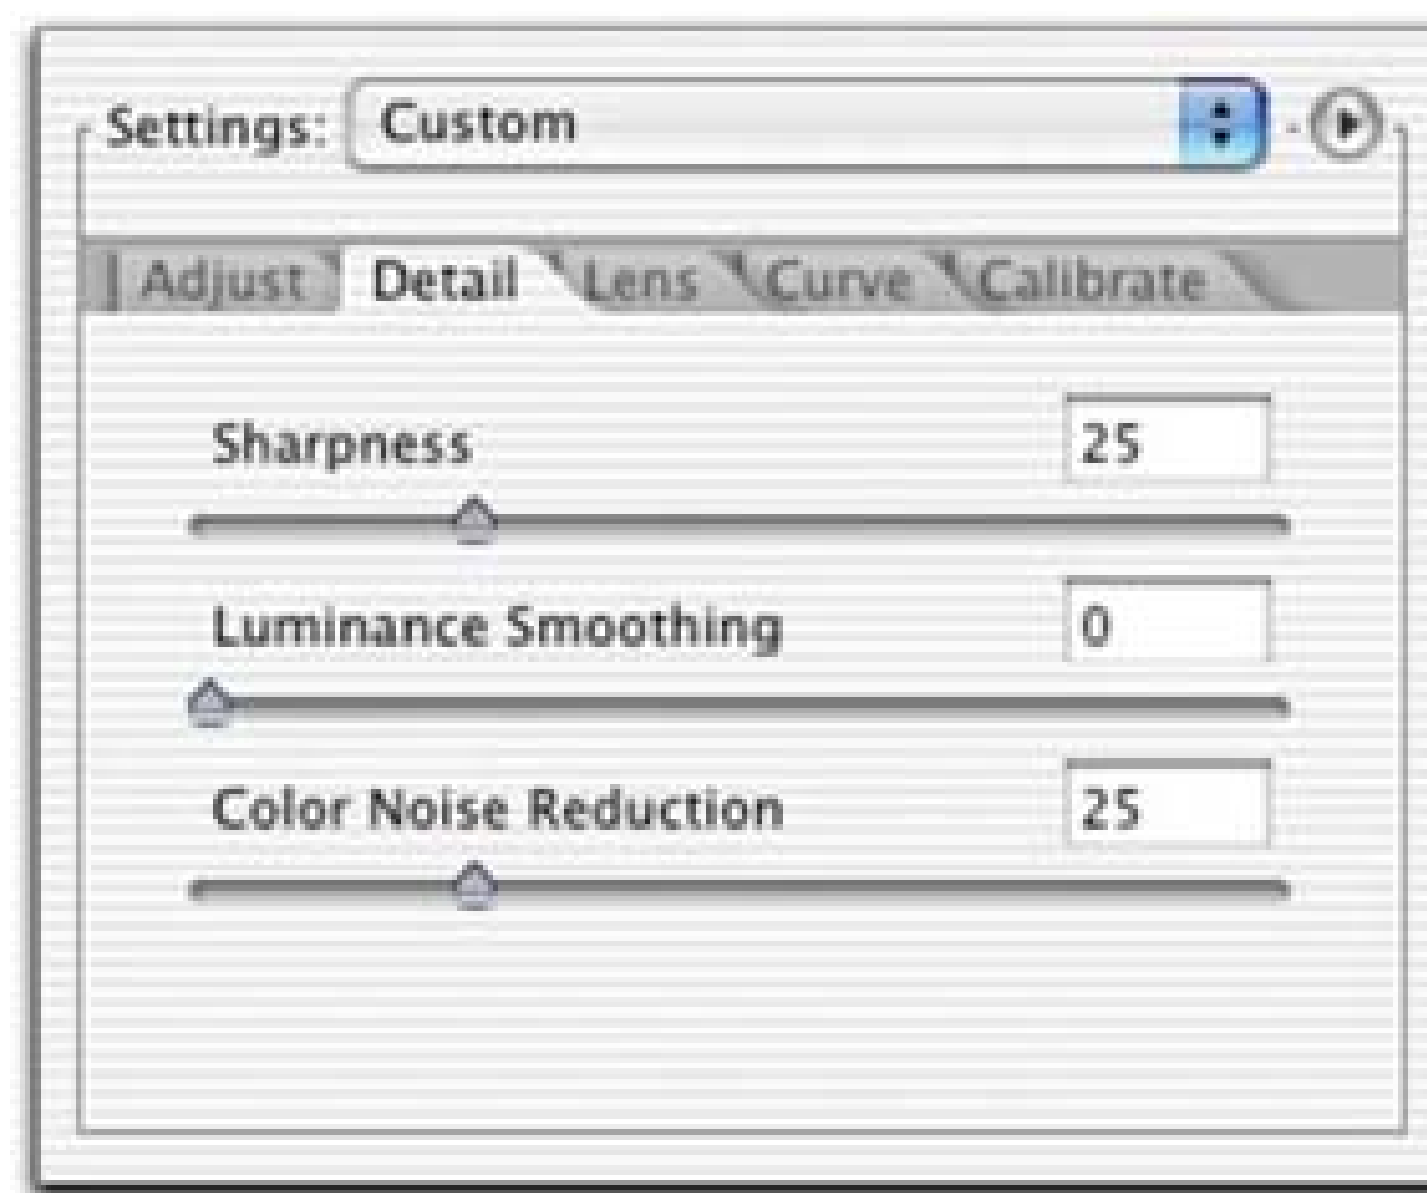 Settings: Custom
Adjust Detail Lens Curve Calibrate
Sharpness 25
Luminance Smoothing 0
Color Noise Reduction 25